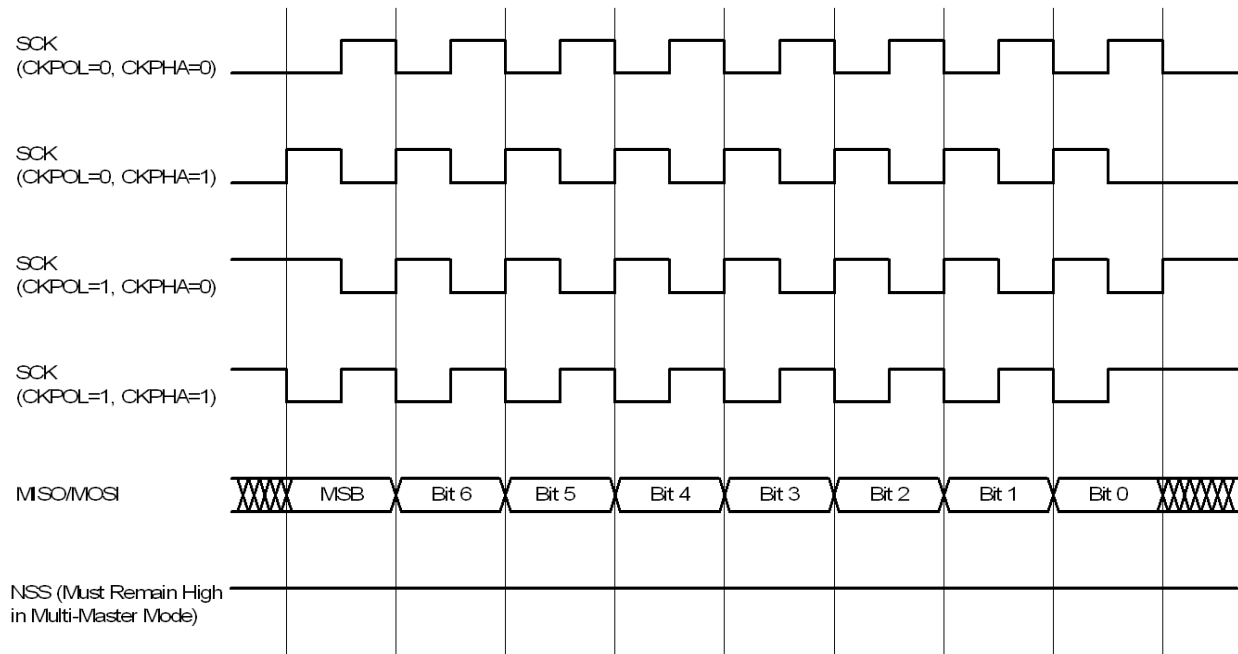 SCK
(CKPOL=0, CKPHA=0)
SCK
(CKPOL=0, CKPHA=1)
SCK
(CKPOL=1, CKPHA=0)
SCK
(CKPOL=1, CKPHA=1)
MISO/MOSI MSB Bit 6 Bit 5 Bit 4 Bit 3 Bit 2 Bit 1 Bit 0
NSS (Must Remain High
in Multi-Master Mode)